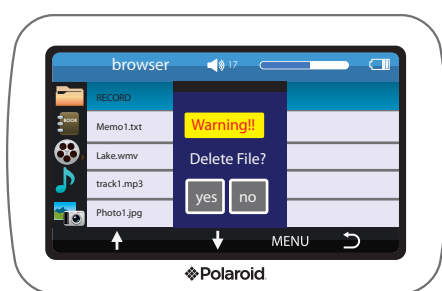 browser 17
RECORD
BOOK
Memo1.txt
Warning!!
Lake.wmv
Delete File?
track1.mp3
yes no
Photo1.jpg
MENU
Polaroid